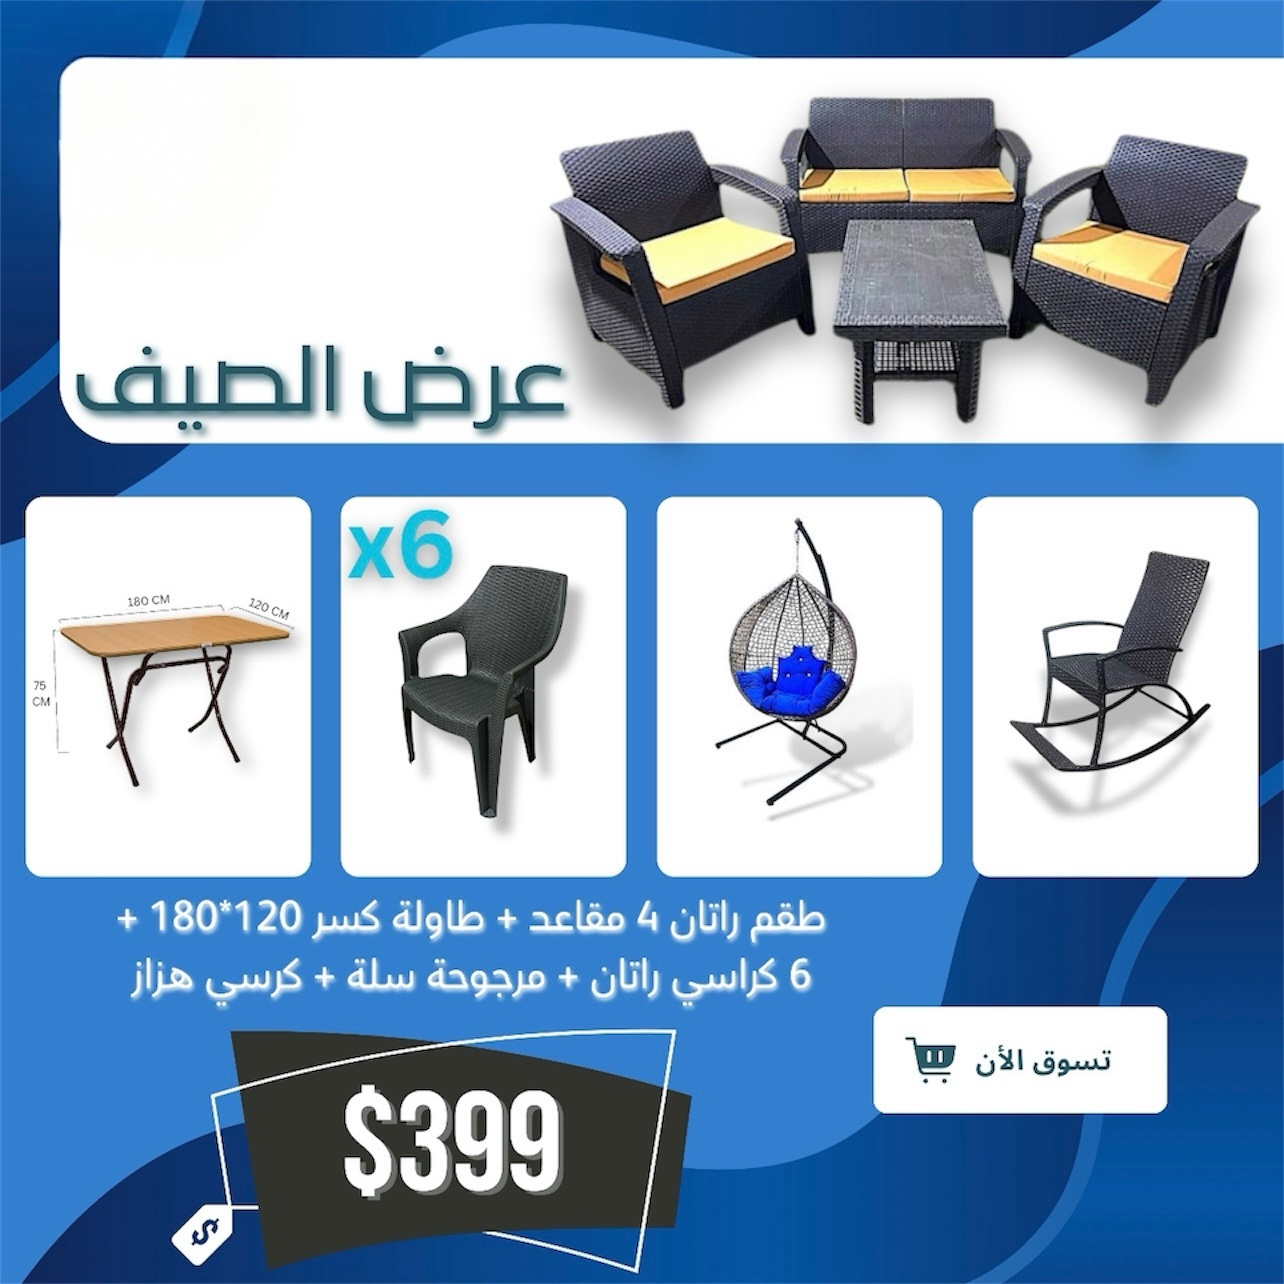 عرض الصيف
x6
180 CM
120 CM
75
CM
طقم راتان 4 مقاعد + طاولة كسر 120*180 +
6 كراسي راتان + مرجوحة سلة + كرسي هزاز
تسوق الأن
$399
$